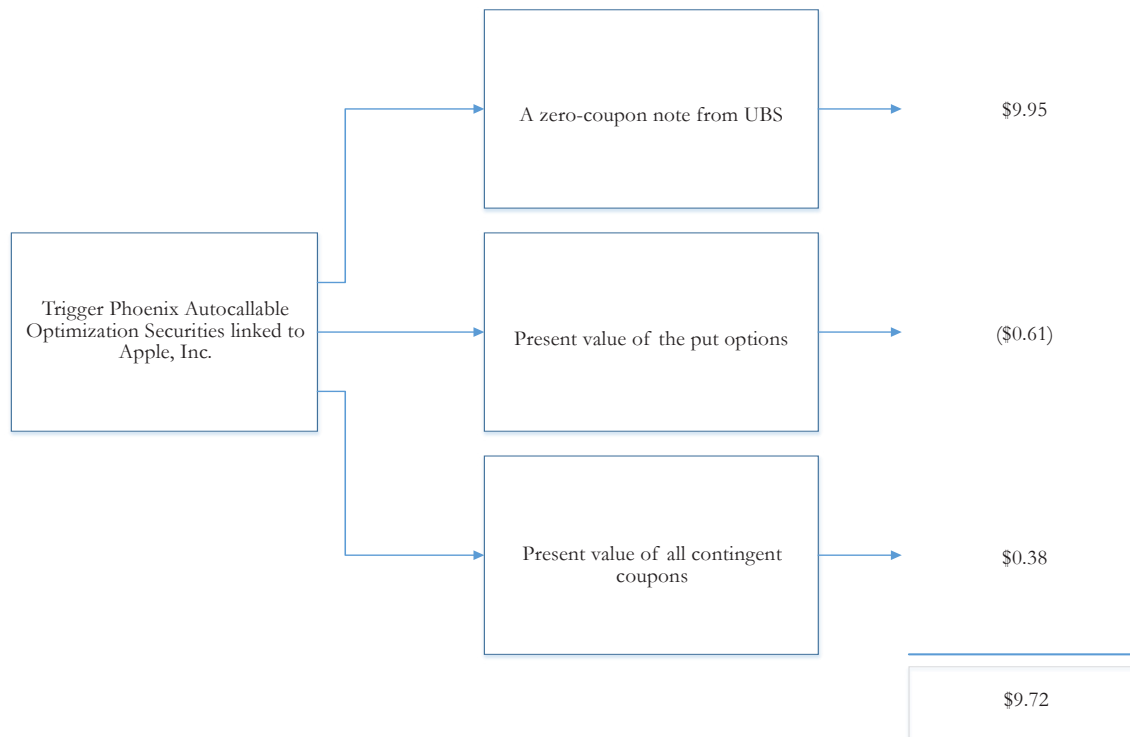 A zero-coupon note from UBS
$9.95
Trigger Phoenix Autocallable
Optimization Securities linked to
Apple, Inc.
Present value of the put options
($0.61)
Present value of all contingent
coupons
$0.38
$9.72